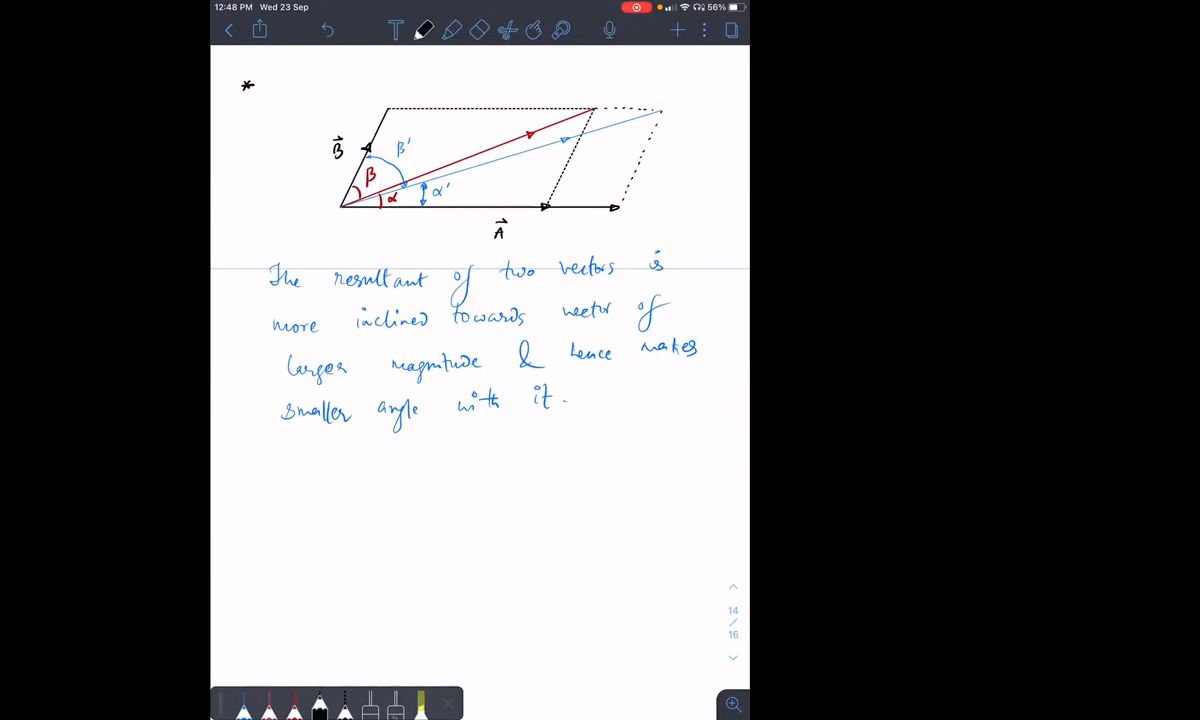 12:48 PM Wed 23 Sep
56%
*
B
β'
β
α
α'
A
The resultant of two vectors is
more inclined towards vector of
larger magnitude & hence makes
smaller angle with it.
14
/
16